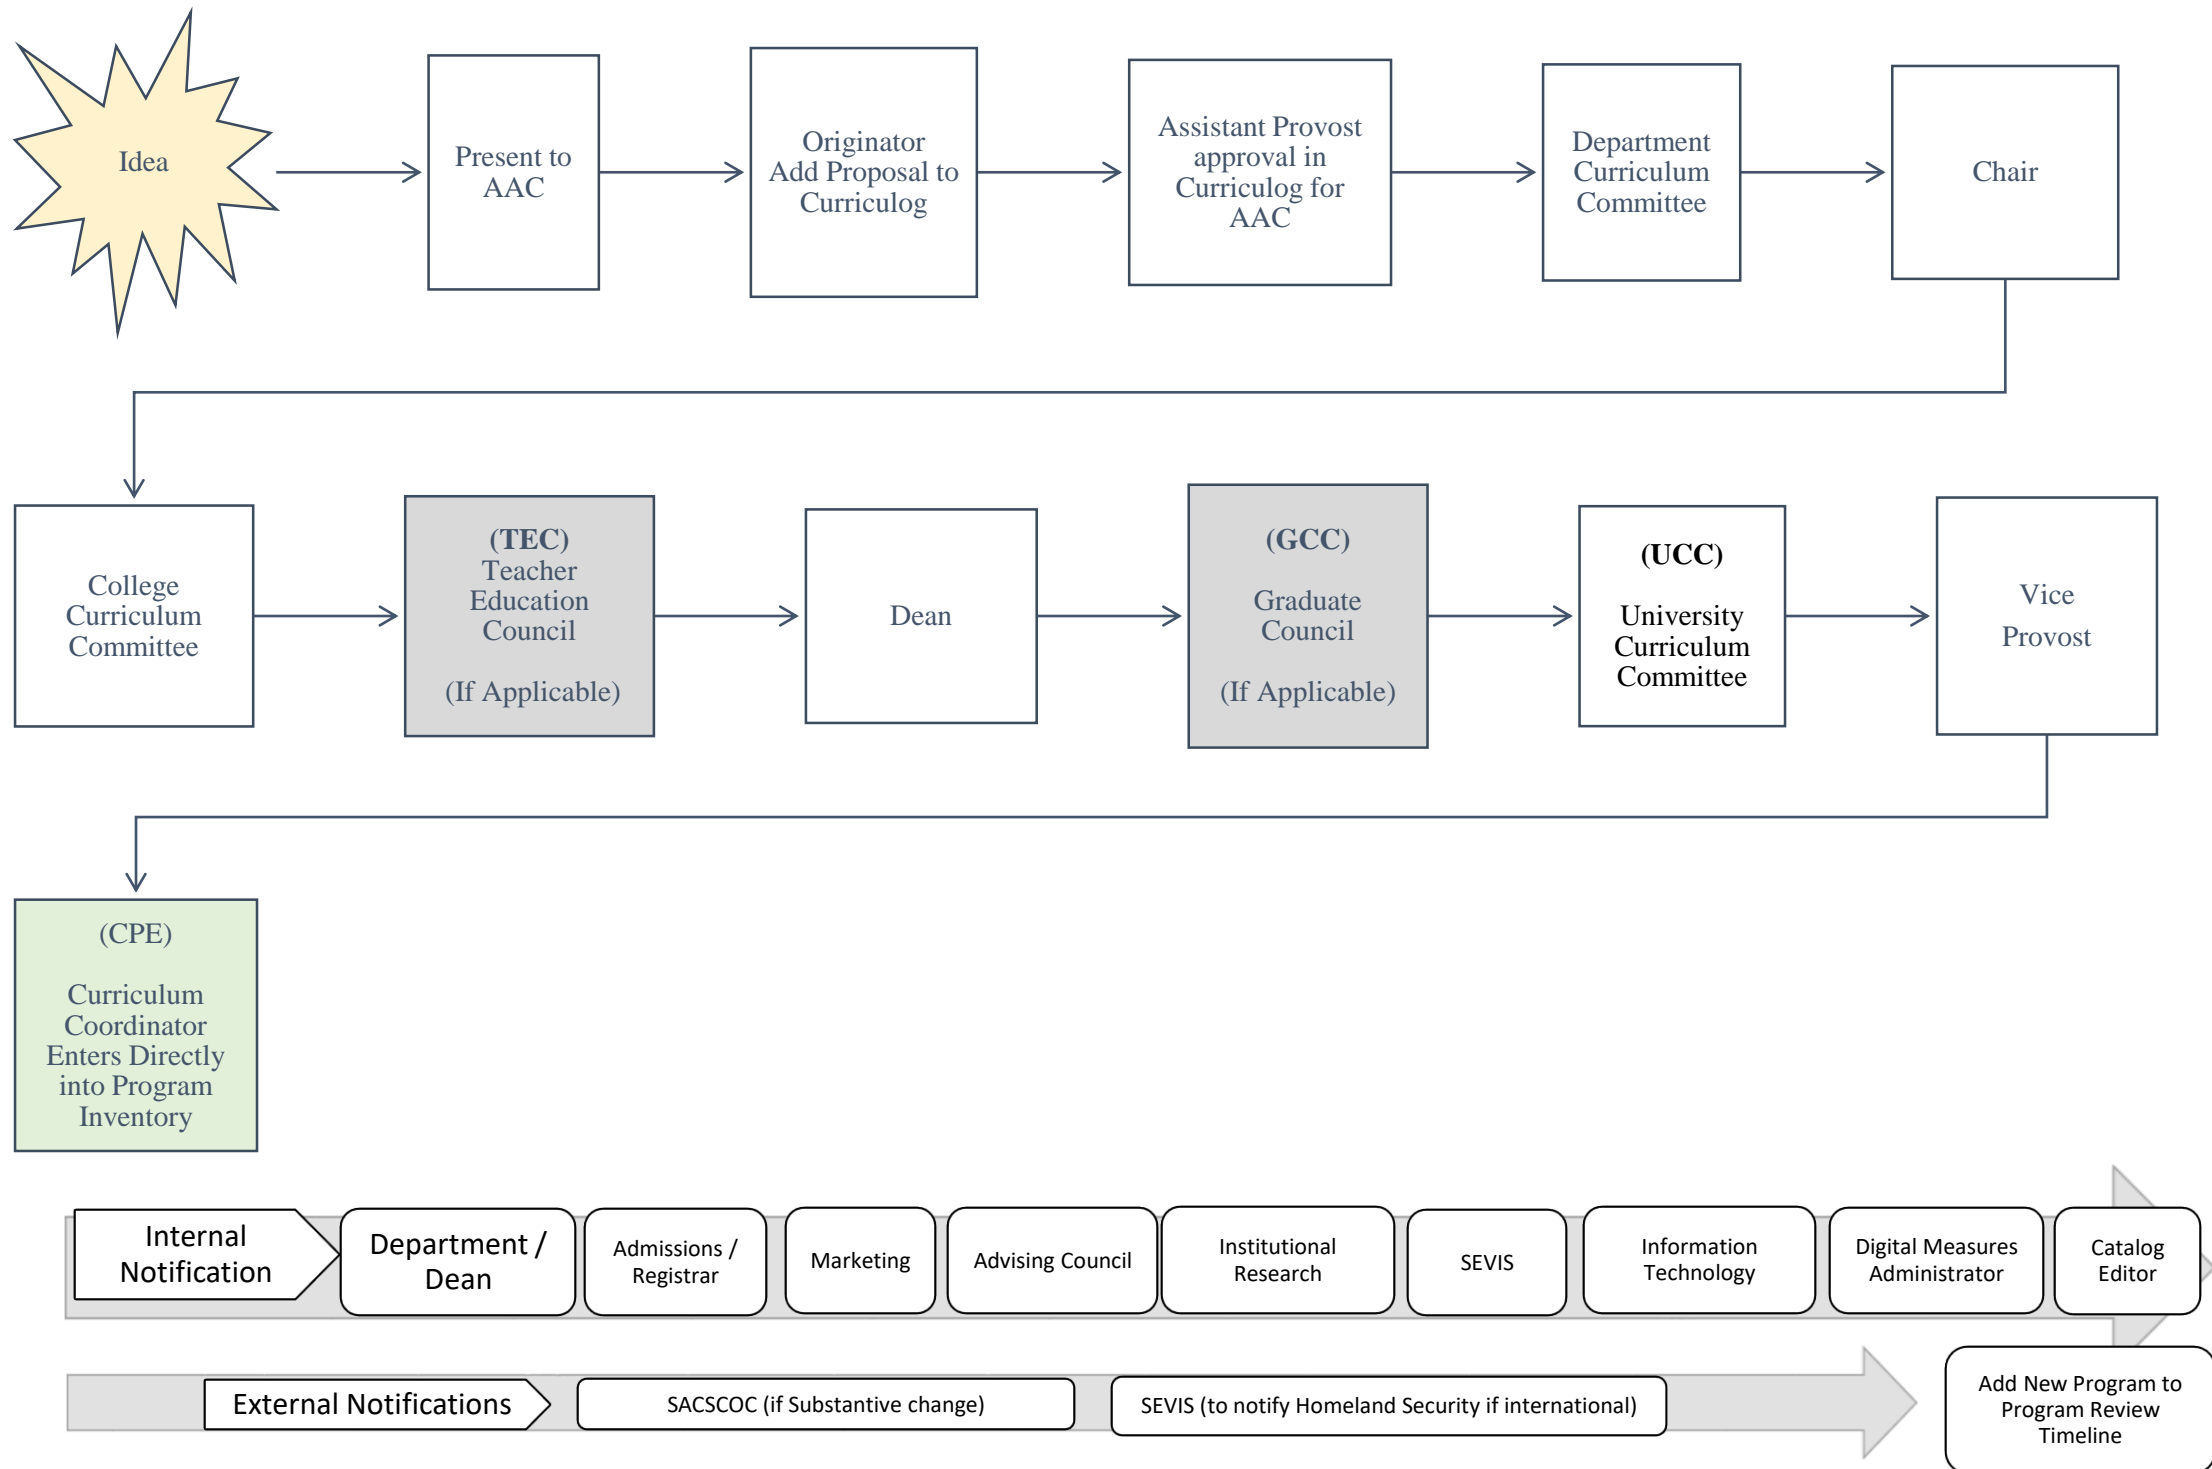 Idea
Present to
AAC
Originator
Add Proposal to
Curriculog
Assistant Provost
approval in
Curriculog for
AAC
Department
Curriculum
Committee
Chair
College
Curriculum
Committee
(TEC)
Teacher
Education
Council
(If Applicable)
Dean
(GCC)
Graduate
Council
(If Applicable)
(UCC)
University
Curriculum
Committee
Vice
Provost
(CPE)
Curriculum
Coordinator
Enters Directly
into Program
Inventory
Internal
Notification
Department /
Dean
Admissions /
Registrar
Marketing
Advising Council
Institutional
Research
SEVIS
Information
Technology
Digital Measures
Administrator
Catalog
Editor
External Notifications
SACSCOC (if Substantive change)
SEVIS (to notify Homeland Security if international)
Add New Program to
Program Review
Timeline